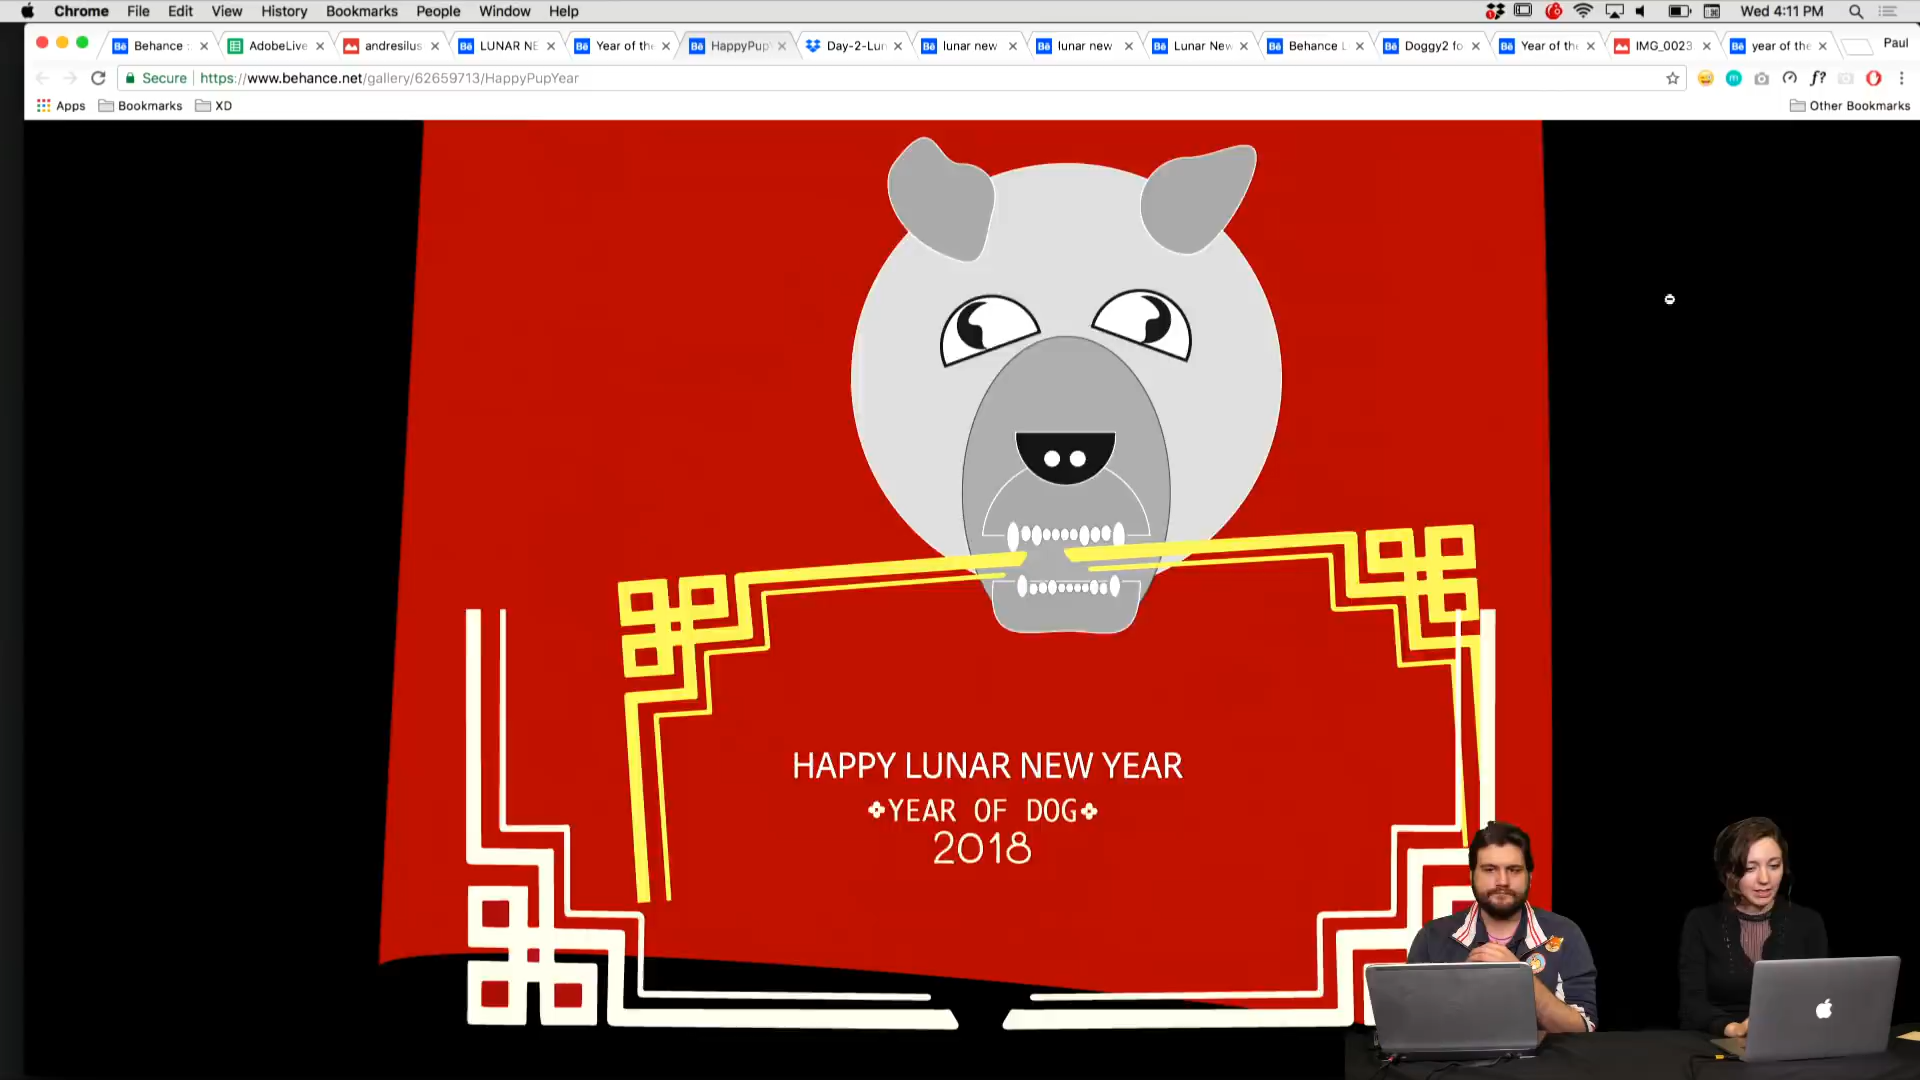 Chrome File Edit View History Bookmarks People Window Help Wed 4:11 PM
Behance : AdobeLive andresilus LUNAR NE Year of the HappyPupY Day-2-Lun lunar new lunar new Lunar New Behance L Doggy2 fo Year of the IMG_0023 year of the Paul
Secure https://www.behance.net/gallery/62659713/HappyPupYear f?
Apps Bookmarks XD Other Bookmarks
HAPPY LUNAR NEW YEAR
YEAR OF DOG
2018